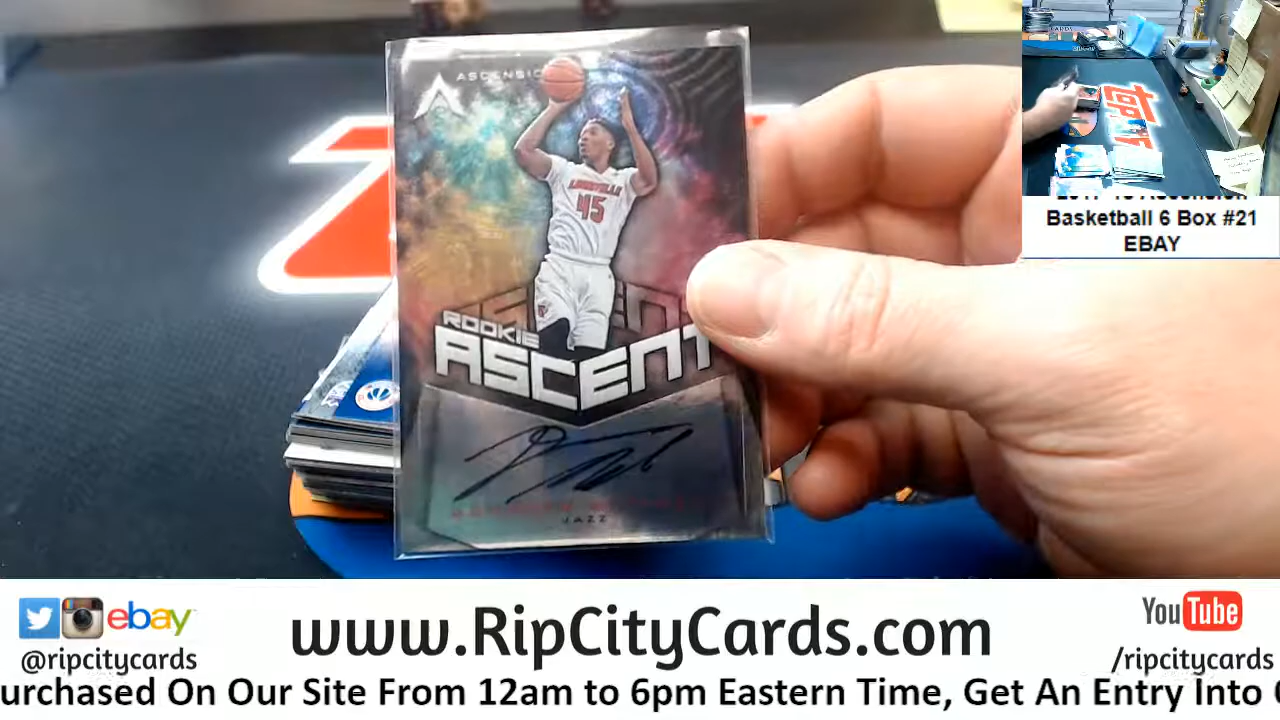 ASCENSION
LOUISVILLE
45
ROOKIE
ASCENT
JAZZ
Basketball 6 Box #21
EBAY
ebay
www.RipCityCards.com
YouTube
@ripcitycards
/ripcitycards
urchased On Our Site From 12am to 6pm Eastern Time, Get An Entry Into